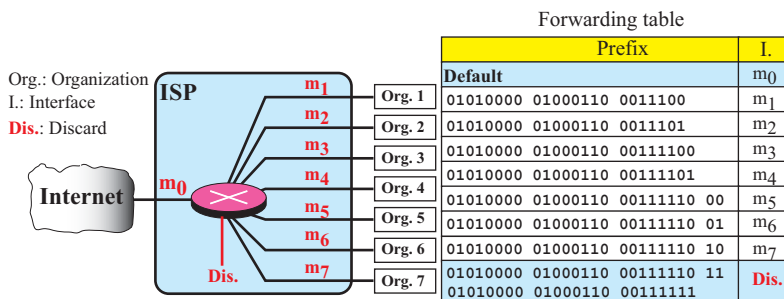 Forwarding table
Prefix I.
Default m0
01010000 01000110 0011100 m1
01010000 01000110 0011101 m2
01010000 01000110 00111100 m3
01010000 01000110 00111101 m4
01010000 01000110 00111110 00 m5
01010000 01000110 00111110 01 m6
01010000 01000110 00111110 10 m7
01010000 01000110 00111110 11 Dis.
01010000 01000110 00111111
Org.: Organization
I.: Interface
Dis.: Discard
ISP
Internet
m0
Dis.
m1 Org. 1
m2 Org. 2
m3 Org. 3
m4 Org. 4
m5 Org. 5
m6 Org. 6
m7 Org. 7